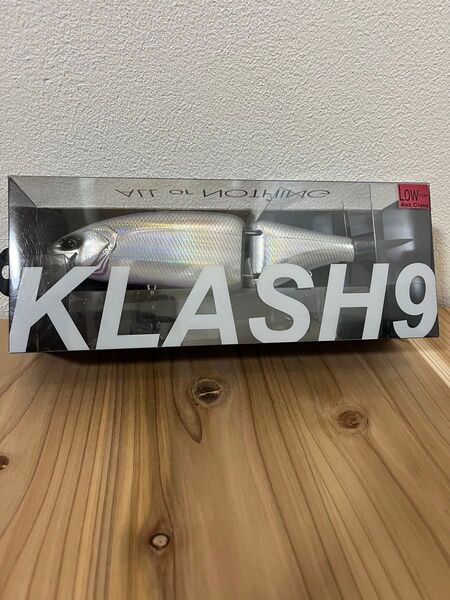 ALL or NOTHING
LOW
4oz Class
KLASH9